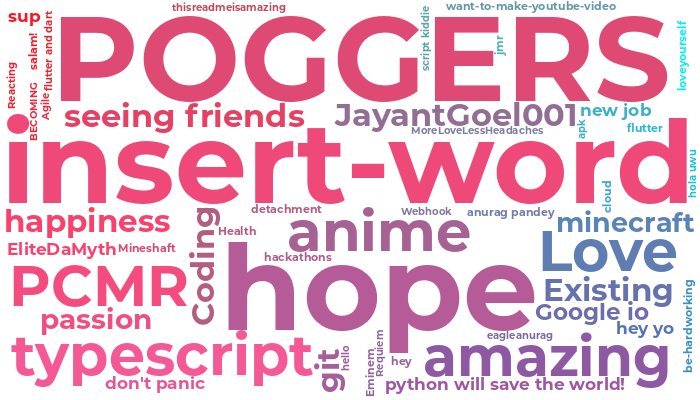 thisreadmeisamazing
want-to-make-youtube-video
sup
POGGERS
script kiddie
jmr
loveyourself
Reacting
salam!
flutter and dart
BECOMING
Agile
seeing friends
JayantGoel001
new job
MoreLoveLessHeadaches
apk
flutter
insert-word
hola uwu
cloud
happiness
detachment
Webhook
anurag pandey
minecraft
Coding
Health
anime
EliteDaMyth
Mineshaft
hackathons
Love
hope
PCMR
Existing
be-hardworking
passion
Google io
hey yo
eagleanurag
typescript
git
hello
Eminem
Requiem
hey
amazing
don't panic
python will save the world!